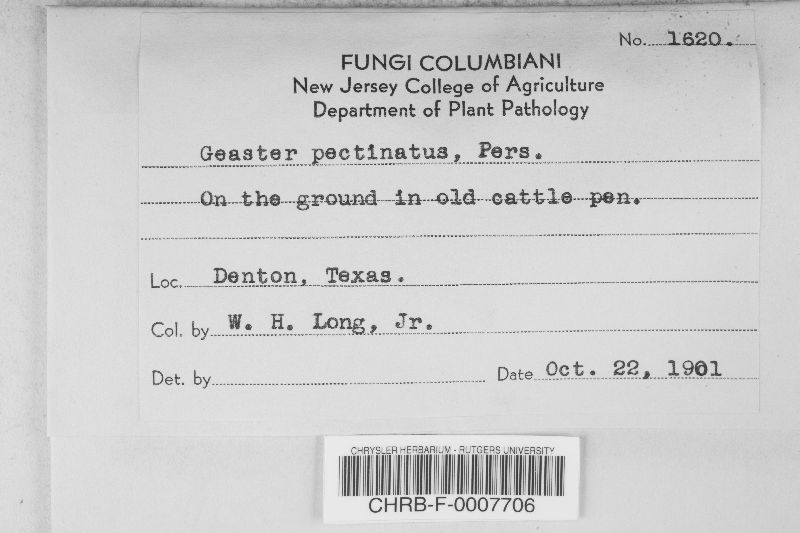 No. 1620.
FUNGI COLUMBIANI
New Jersey College of Agriculture
Department of Plant Pathology
Geaster pectinatus, Pers.
On the ground in old cattle pen.
Loc. Denton, Texas.
Col. by W. H. Long, Jr.
Det. by
Date Oct. 22, 1901
CHRYSLER HERBARIUM - RUTGERS UNIVERSITY
CHRB-F-0007706